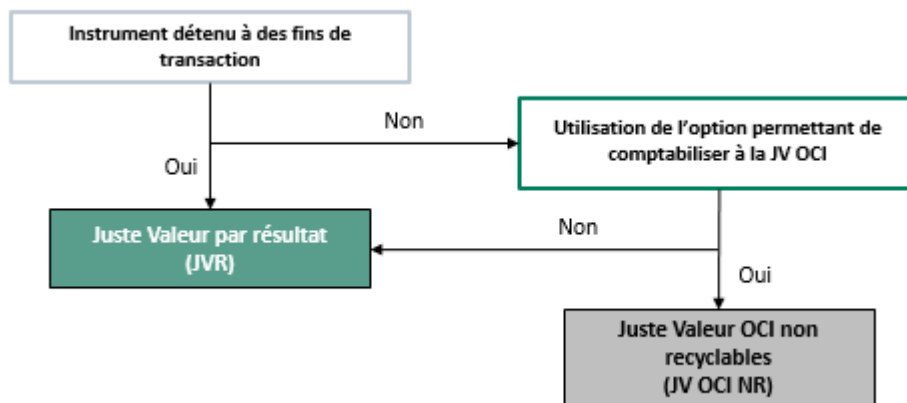 Instrument détenu à des fins de
transaction
Non
Utilisation de l’option permettant de
comptabiliser à la JV OCI
Oui
Juste Valeur par résultat
(JVR)
Non
Oui
Juste Valeur OCI non
recyclables
(JV OCI NR)